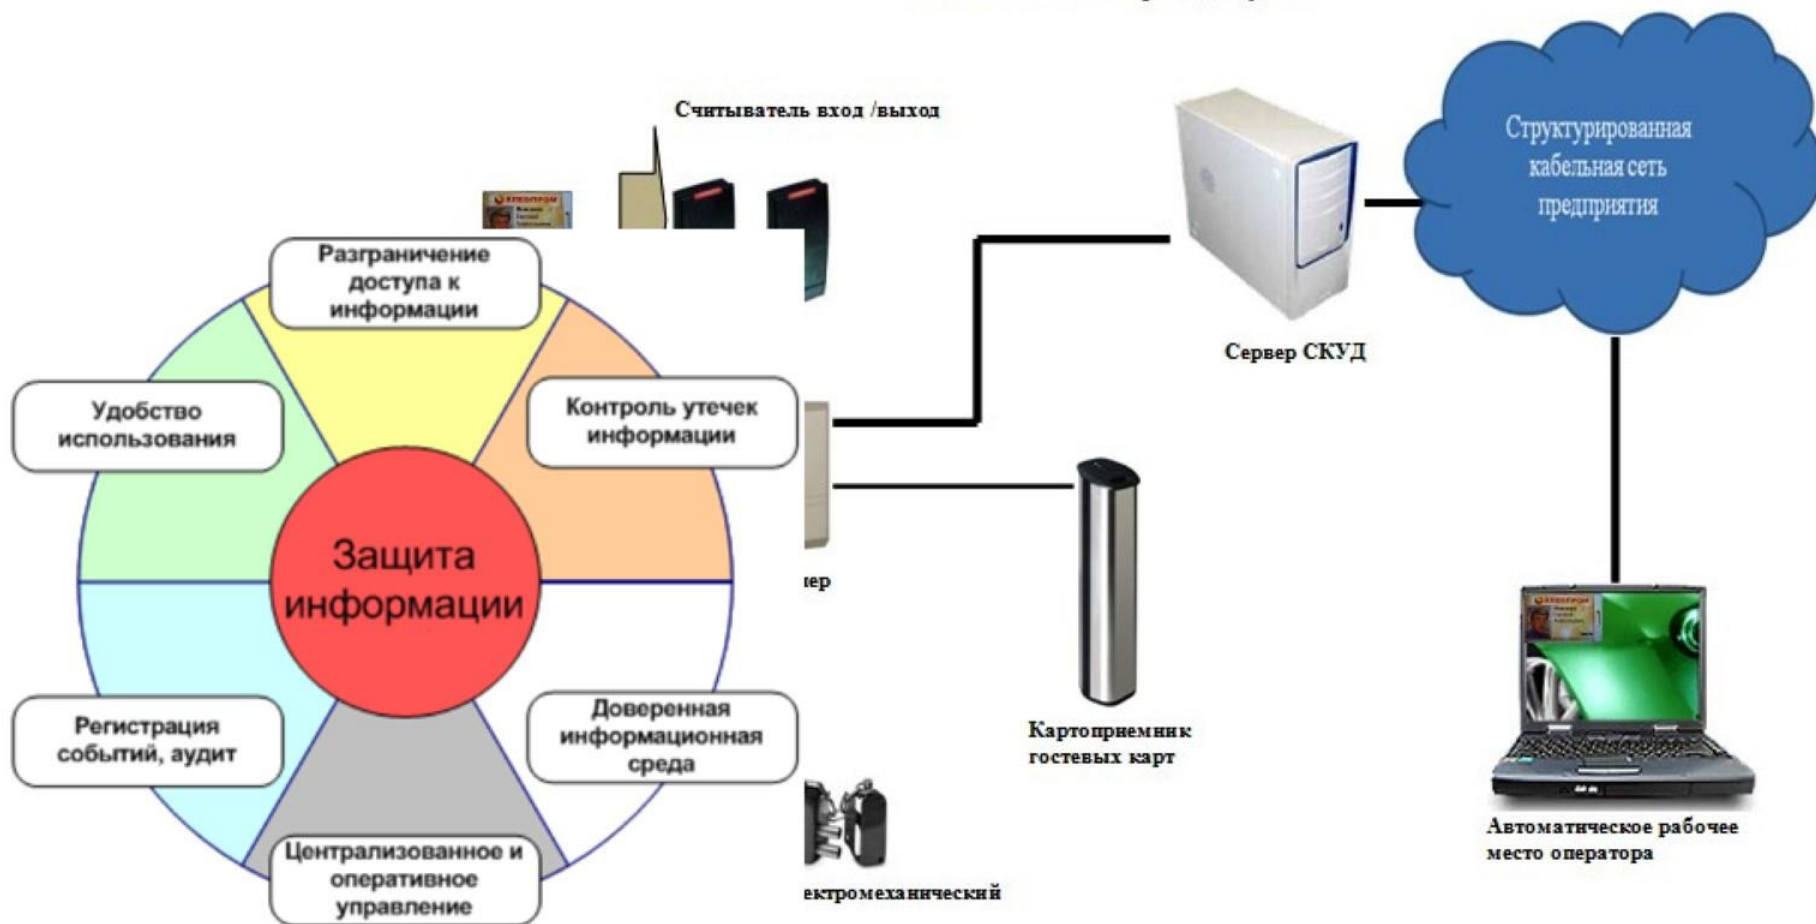 Считыватель вход /выход
Структурированная
кабельная сеть
предприятия
Сервер СКУД
Разграничение
доступа к
информации
Удобство
использования
Контроль утечек
информации
Защита
информации
Регистрация
событий, аудит
Доверенная
информационная
среда
Централизованное и
оперативное
управление
Картоприемник
гостевых карт
Автоматическое рабочее
место оператора